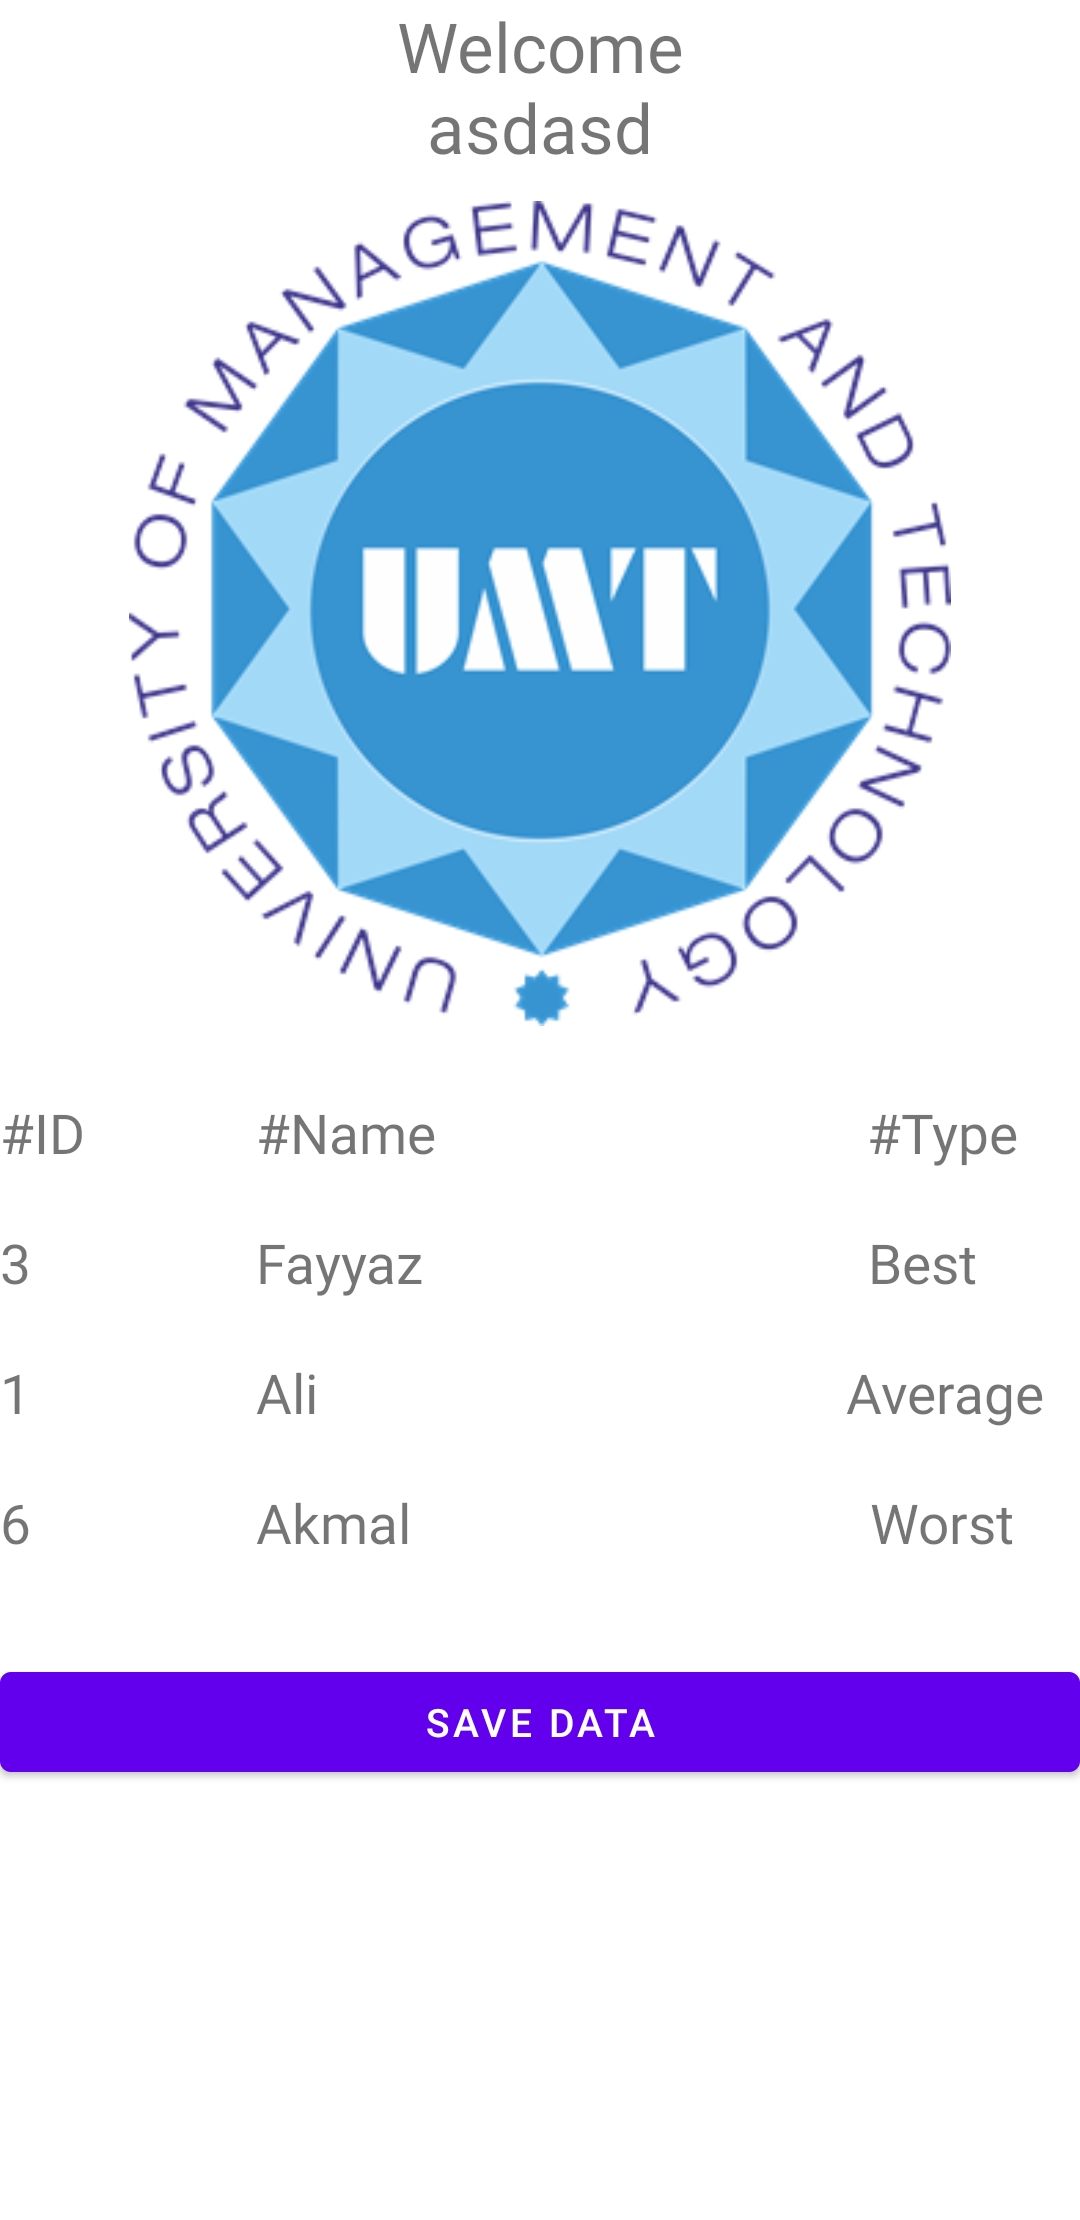 Welcome
asdasd
UNIVERSITY OF MANAGEMENT AND TECHNOLOGY
UMT
#ID #Name #Type
3 Fayyaz Best
1 Ali Average
6 Akmal Worst
SAVE DATA